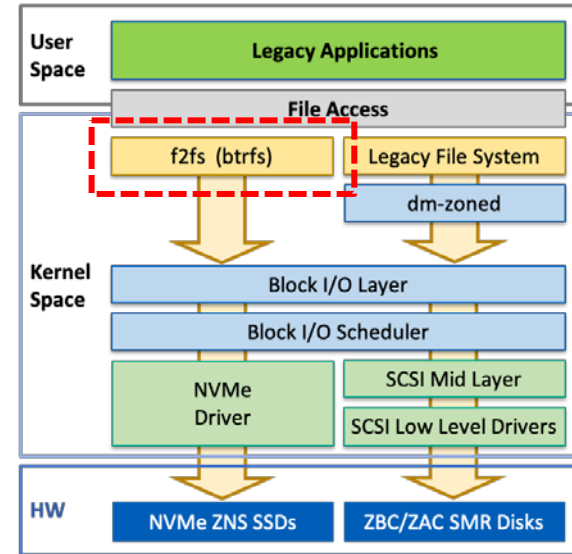 User
Space
Legacy Applications
File Access
f2fs (btrfs)
Legacy File System
dm-zoned
Kernel
Space
Block I/O Layer
Block I/O Scheduler
NVMe
Driver
SCSI Mid Layer
SCSI Low Level Drivers
HW
NVMe ZNS SSDs
ZBC/ZAC SMR Disks